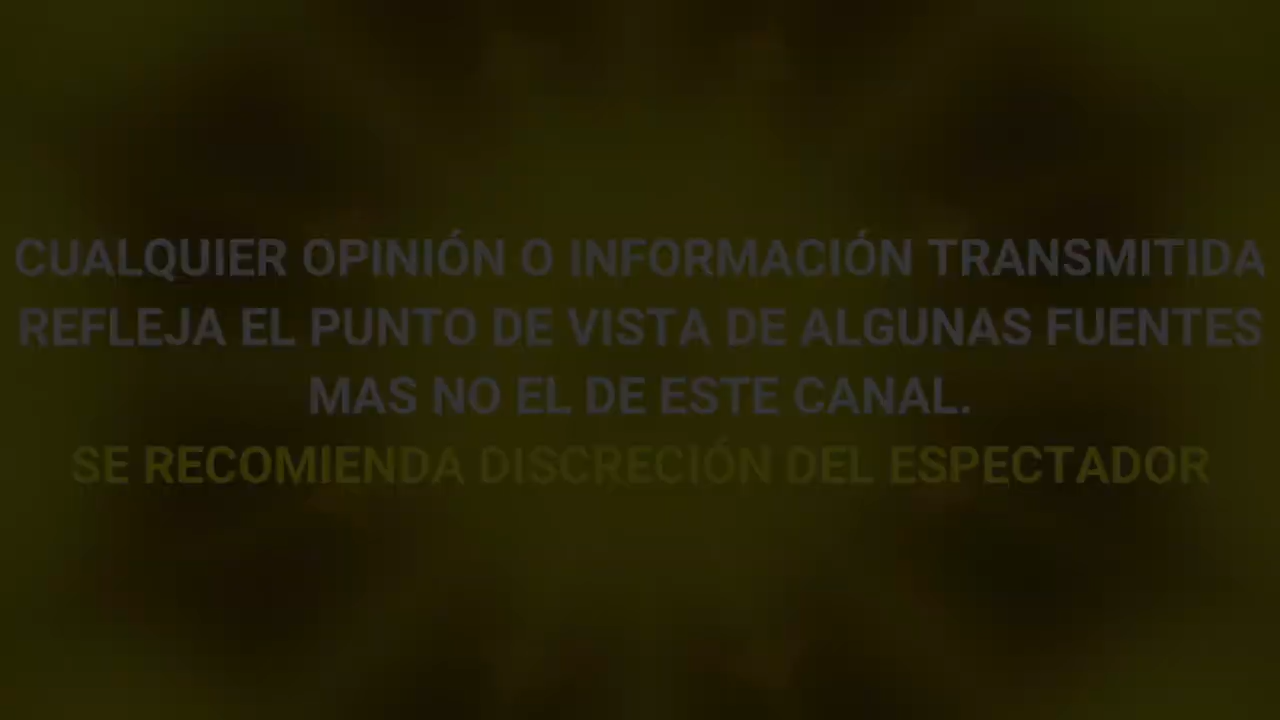 CUALQUIER OPINIÓN O INFORMACIÓN TRANSMITIDA
REFLEJA EL PUNTO DE VISTA DE ALGUNAS FUENTES
MAS NO EL DE ESTE CANAL.
SE RECOMIENDA DISCRECIÓN DEL ESPECTADOR